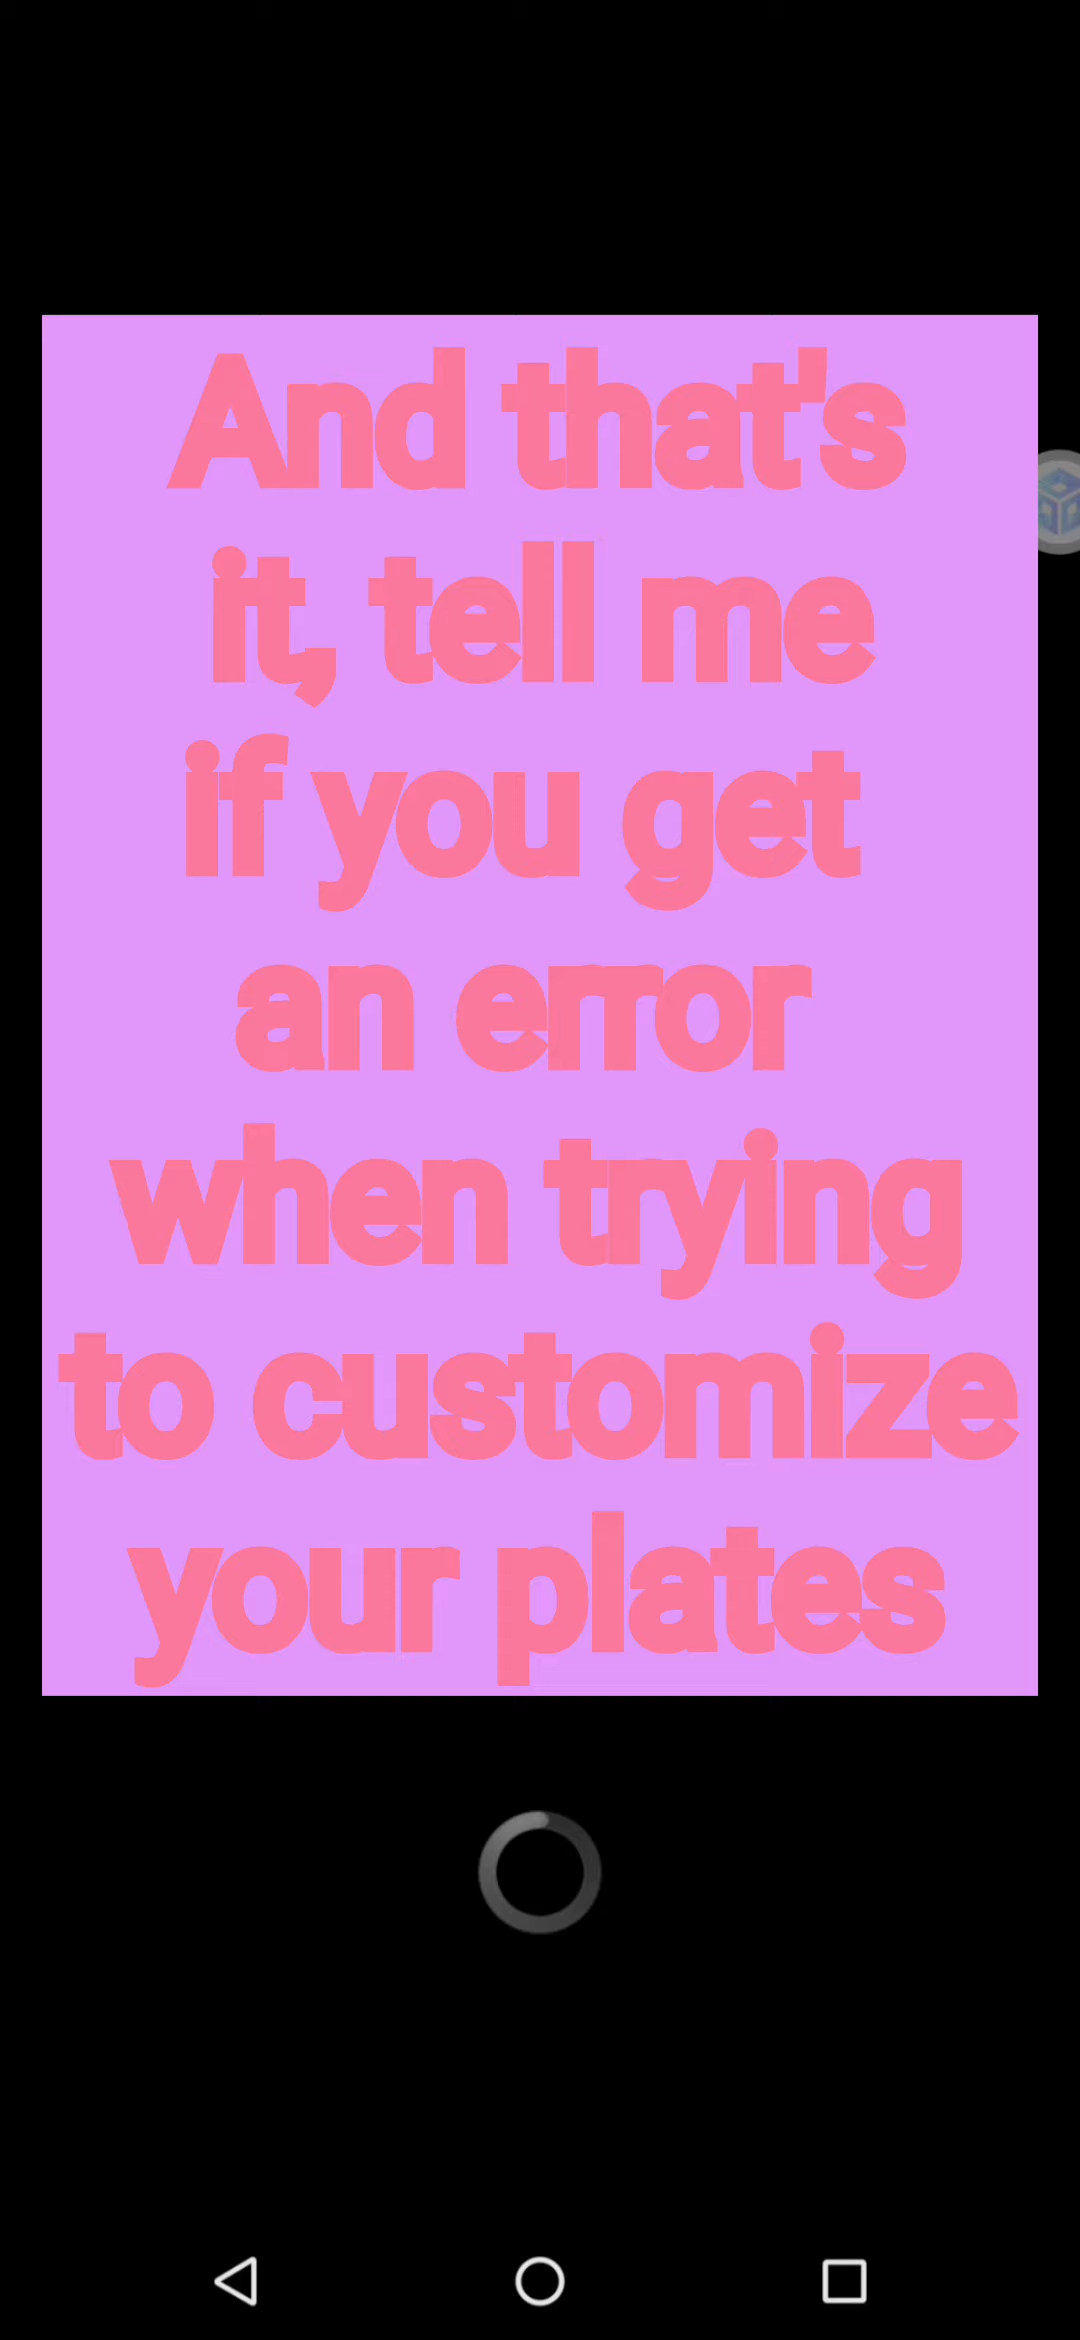 And that's
it, tell me
if you get
an error
when trying
to customize
your plates